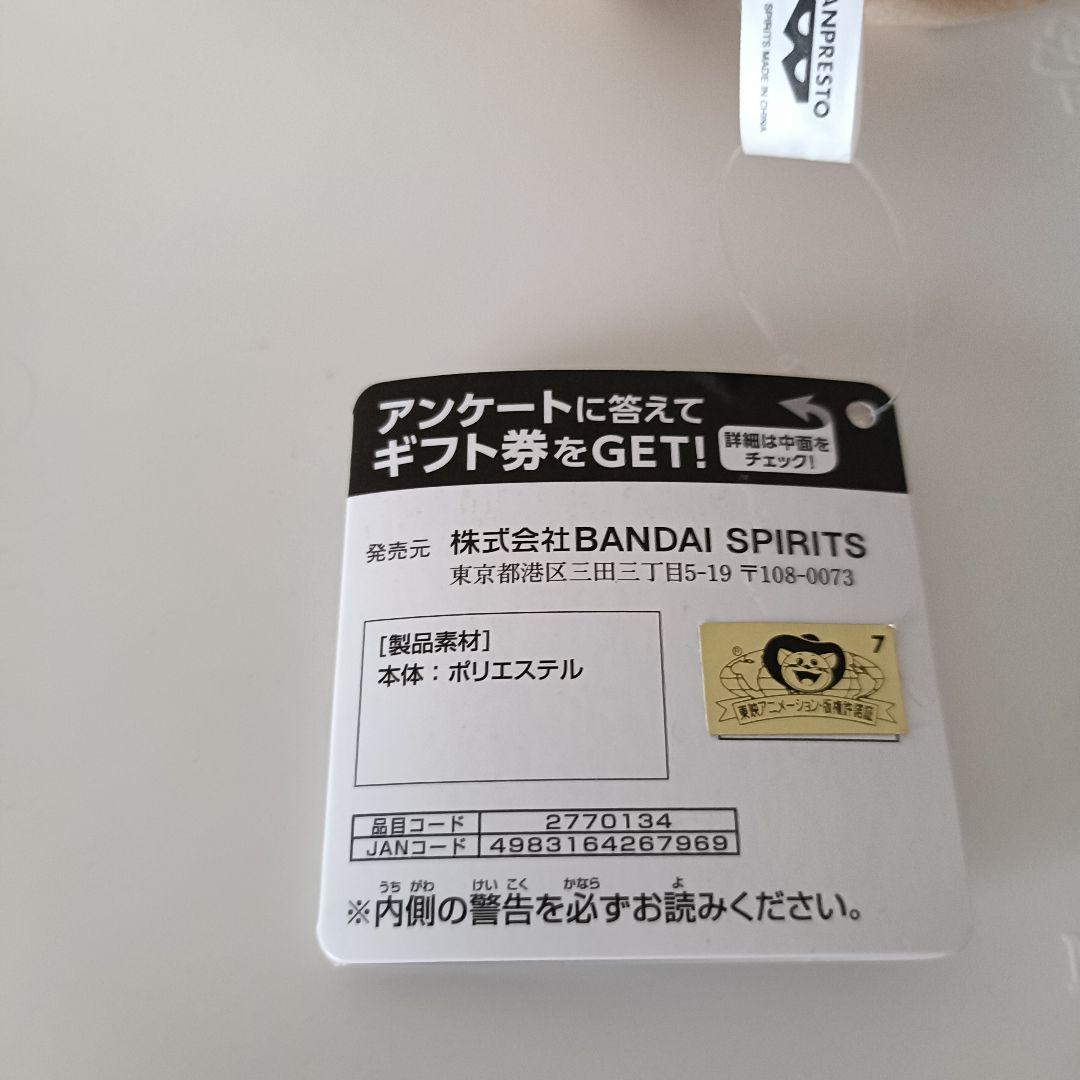 ANPRESTO
SPIRITS MADE IN CHINA
アンケートに答えて
ギフト券をGET!
詳細は中面を
チェック!
発売元 株式会社BANDAI SPIRITS
東京都港区三田三丁目5-19 〒108-0073
[製品素材]
本体:ポリエステル
® 7
東映アニメーション・版権許諾証
品目コード 2770134
JANコード 4983164267969
うち がわ けい こく かなら よ
※内側の警告を必ずお読みください。